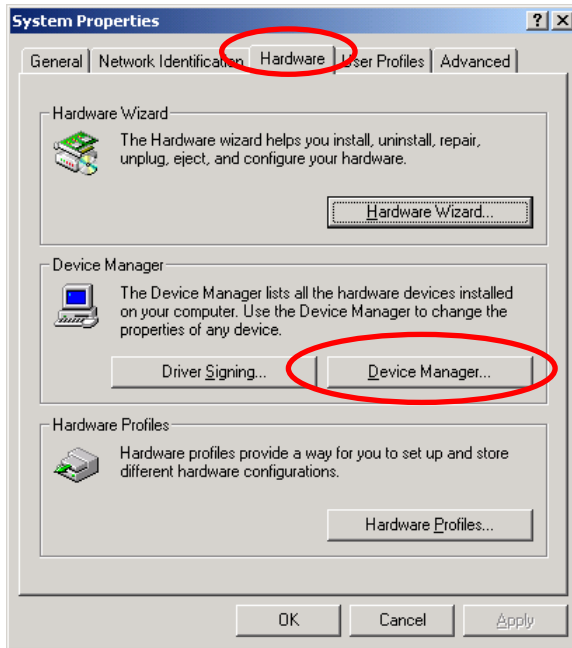 System Properties
General Network Identification Hardware User Profiles Advanced
Hardware Wizard
The Hardware wizard helps you install, uninstall, repair,
unplug, eject, and configure your hardware.
Hardware Wizard...
Device Manager
The Device Manager lists all the hardware devices installed
on your computer. Use the Device Manager to change the
properties of any device.
Driver Signing... Device Manager...
Hardware Profiles
Hardware profiles provide a way for you to set up and store
different hardware configurations.
Hardware Profiles...
OK Cancel Apply